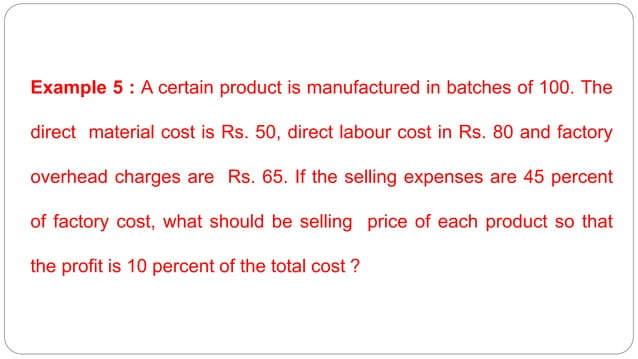 Example 5 : A certain product is manufactured in batches of 100. The
direct material cost is Rs. 50, direct labour cost in Rs. 80 and factory
overhead charges are Rs. 65. If the selling expenses are 45 percent
of factory cost, what should be selling price of each product so that
the profit is 10 percent of the total cost ?